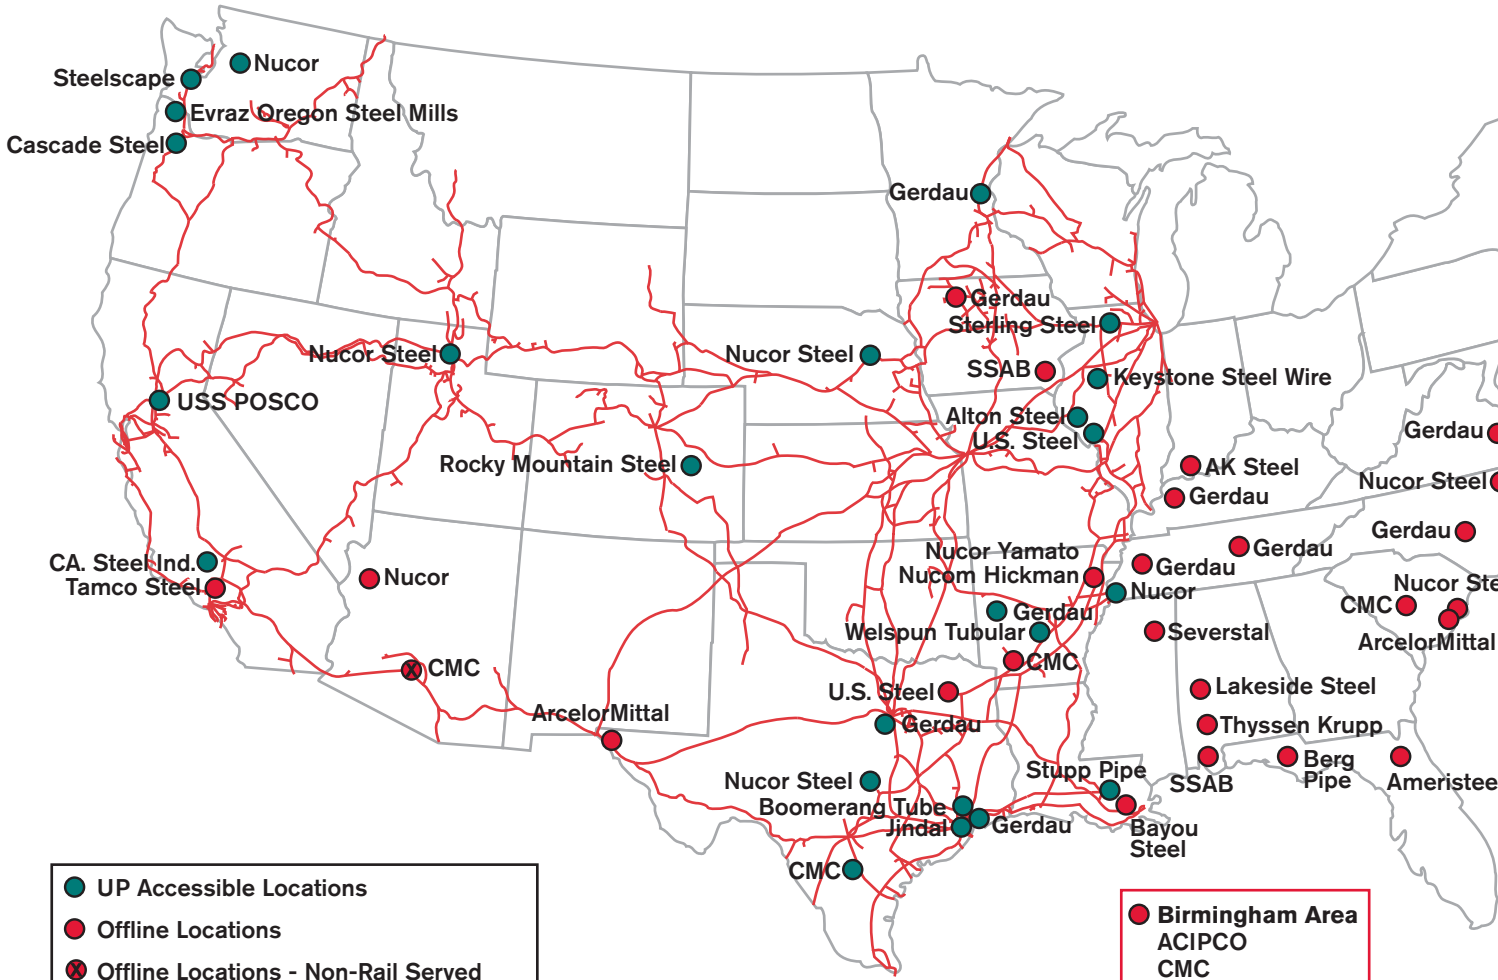 Nucor
Steelscape
Evraz Oregon Steel Mills
Cascade Steel
Gerdau
Gerdau
Sterling Steel
Nucor Steel
Nucor Steel
SSAB
Keystone Steel Wire
USS POSCO
Alton Steel
U.S. Steel
Gerdau
Rocky Mountain Steel
AK Steel
Nucor Steel
Gerdau
Gerdau
Gerdau
Nucor Yamato
Nucom Hickman
CA. Steel Ind.
Tamco Steel
Nucor
Gerdau
Nucor
Nucor Ste
CMC
Gerdau
Welspun Tubular
Severstal
ArcelorMittal
CMC
CMC
U.S. Steel
Lakeside Steel
ArcelorMittal
Gerdau
Thyssen Krupp
Nucor Steel
Stupp Pipe
SSAB
Berg
Pipe
Ameristee
Boomerang Tube
Jindal
Gerdau
Bayou
Steel
CMC
UP Accessible Locations
Offline Locations
X Offline Locations - Non-Rail Served
Birmingham Area
ACIPCO
CMC